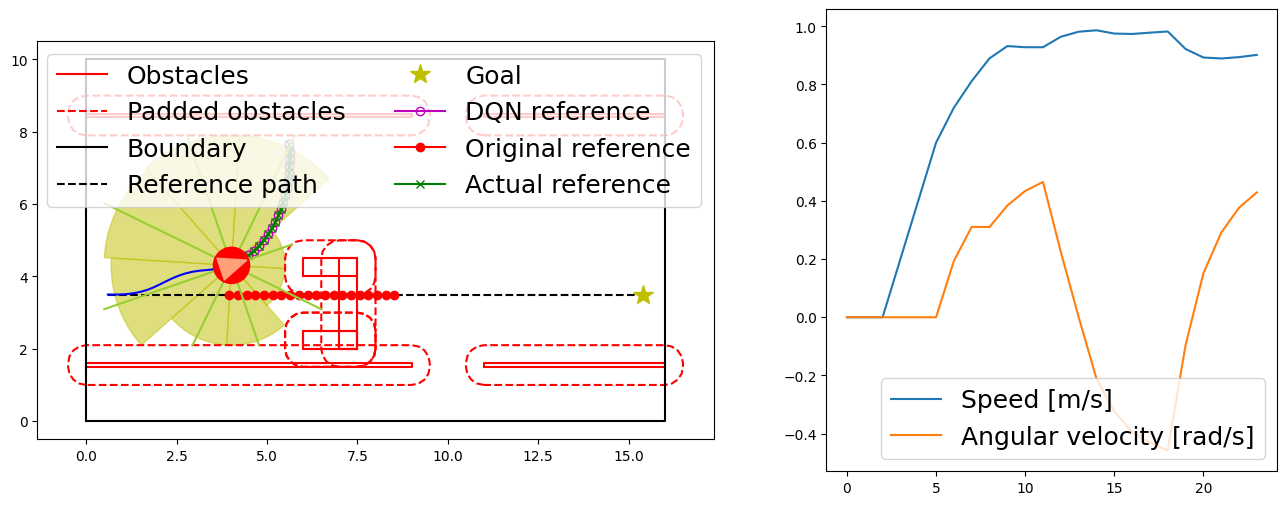 10
8
6
4
2
0
0.0 2.5 5.0 7.5 10.0 12.5 15.0
Obstacles
Padded obstacles
Boundary
Reference path
Goal
DQN reference
Original reference
Actual reference
1.0
0.8
0.6
0.4
0.2
0.0
−0.2
−0.4
0 5 10 15 20
Speed [m/s]
Angular velocity [rad/s]